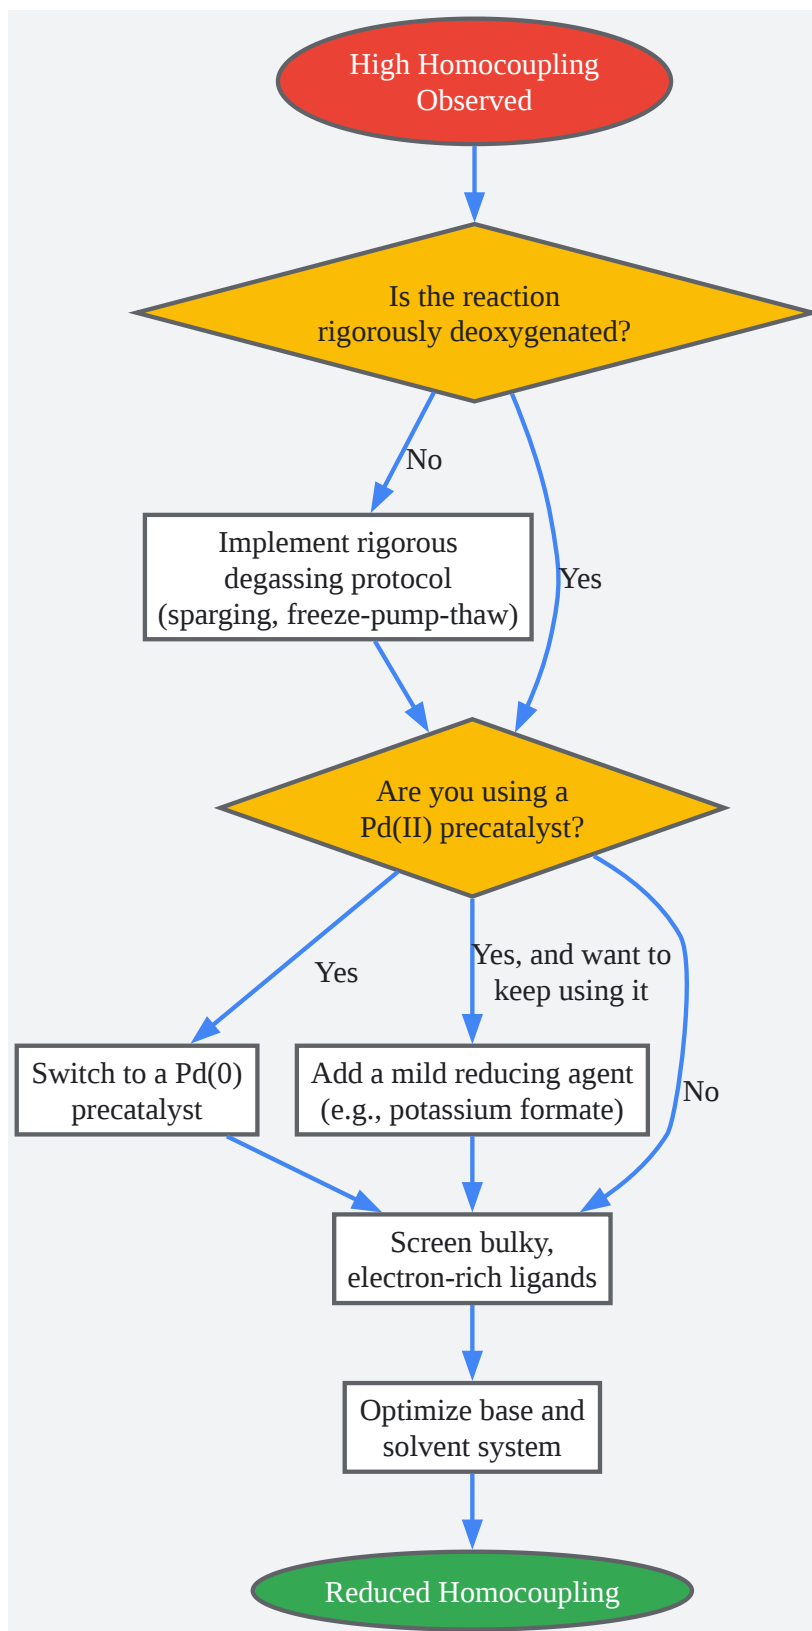 High Homocoupling
Observed
Is the reaction
rigorously deoxygenated?
No
Implement rigorous
degassing protocol
(sparging, freeze-pump-thaw)
Yes
Are you using a
Pd(II) precatalyst?
Yes
Yes, and want to
keep using it
Switch to a Pd(0)
precatalyst
Add a mild reducing agent
(e.g., potassium formate)
No
Screen bulky,
electron-rich ligands
Optimize base and
solvent system
Reduced Homocoupling